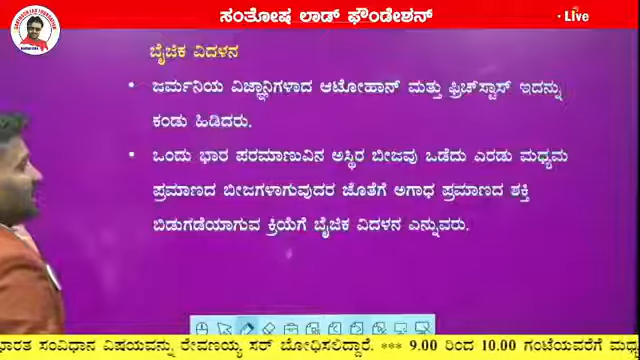 ಸಂತೋಷ ಲಾಡ್ ಫೌಂಡೇಶನ್
Live
ಬೈಜಿಕ ವಿದಳನ
• ಜರ್ಮನಿಯ ವಿಜ್ಞಾನಿಗಳಾದ ಆಟೋಹಾನ್ ಮತ್ತು ಫ್ರಿಚ್‌ಸ್ಟಾಸ್ ಇದನ್ನು
ಕಂಡು ಹಿಡಿದರು.
• ಒಂದು ಭಾರ ಪರಮಾಣುವಿನ ಅಸ್ಥಿರ ಬೀಜವು ಒಡೆದು ಎರಡು ಮಧ್ಯಮ
ಪ್ರಮಾಣದ ಬೀಜಗಳಾಗುವುದರ ಜೊತೆಗೆ ಅಗಾಧ ಪ್ರಮಾಣದ ಶಕ್ತಿ
ಬಿಡುಗಡೆಯಾಗುವ ಕ್ರಿಯೆಗೆ ಬೈಜಿಕ ವಿದಳನ ಎನ್ನುವರು.
ಭಾರತ ಸಂವಿಧಾನ ವಿಷಯವನ್ನು ರೇವಣಯ್ಯ ಸರ್ ಬೋಧಿಸಲಿದ್ದಾರೆ. *** 9.00 ರಿಂದ 10.00 ಗಂಟೆಯವರೆಗೆ